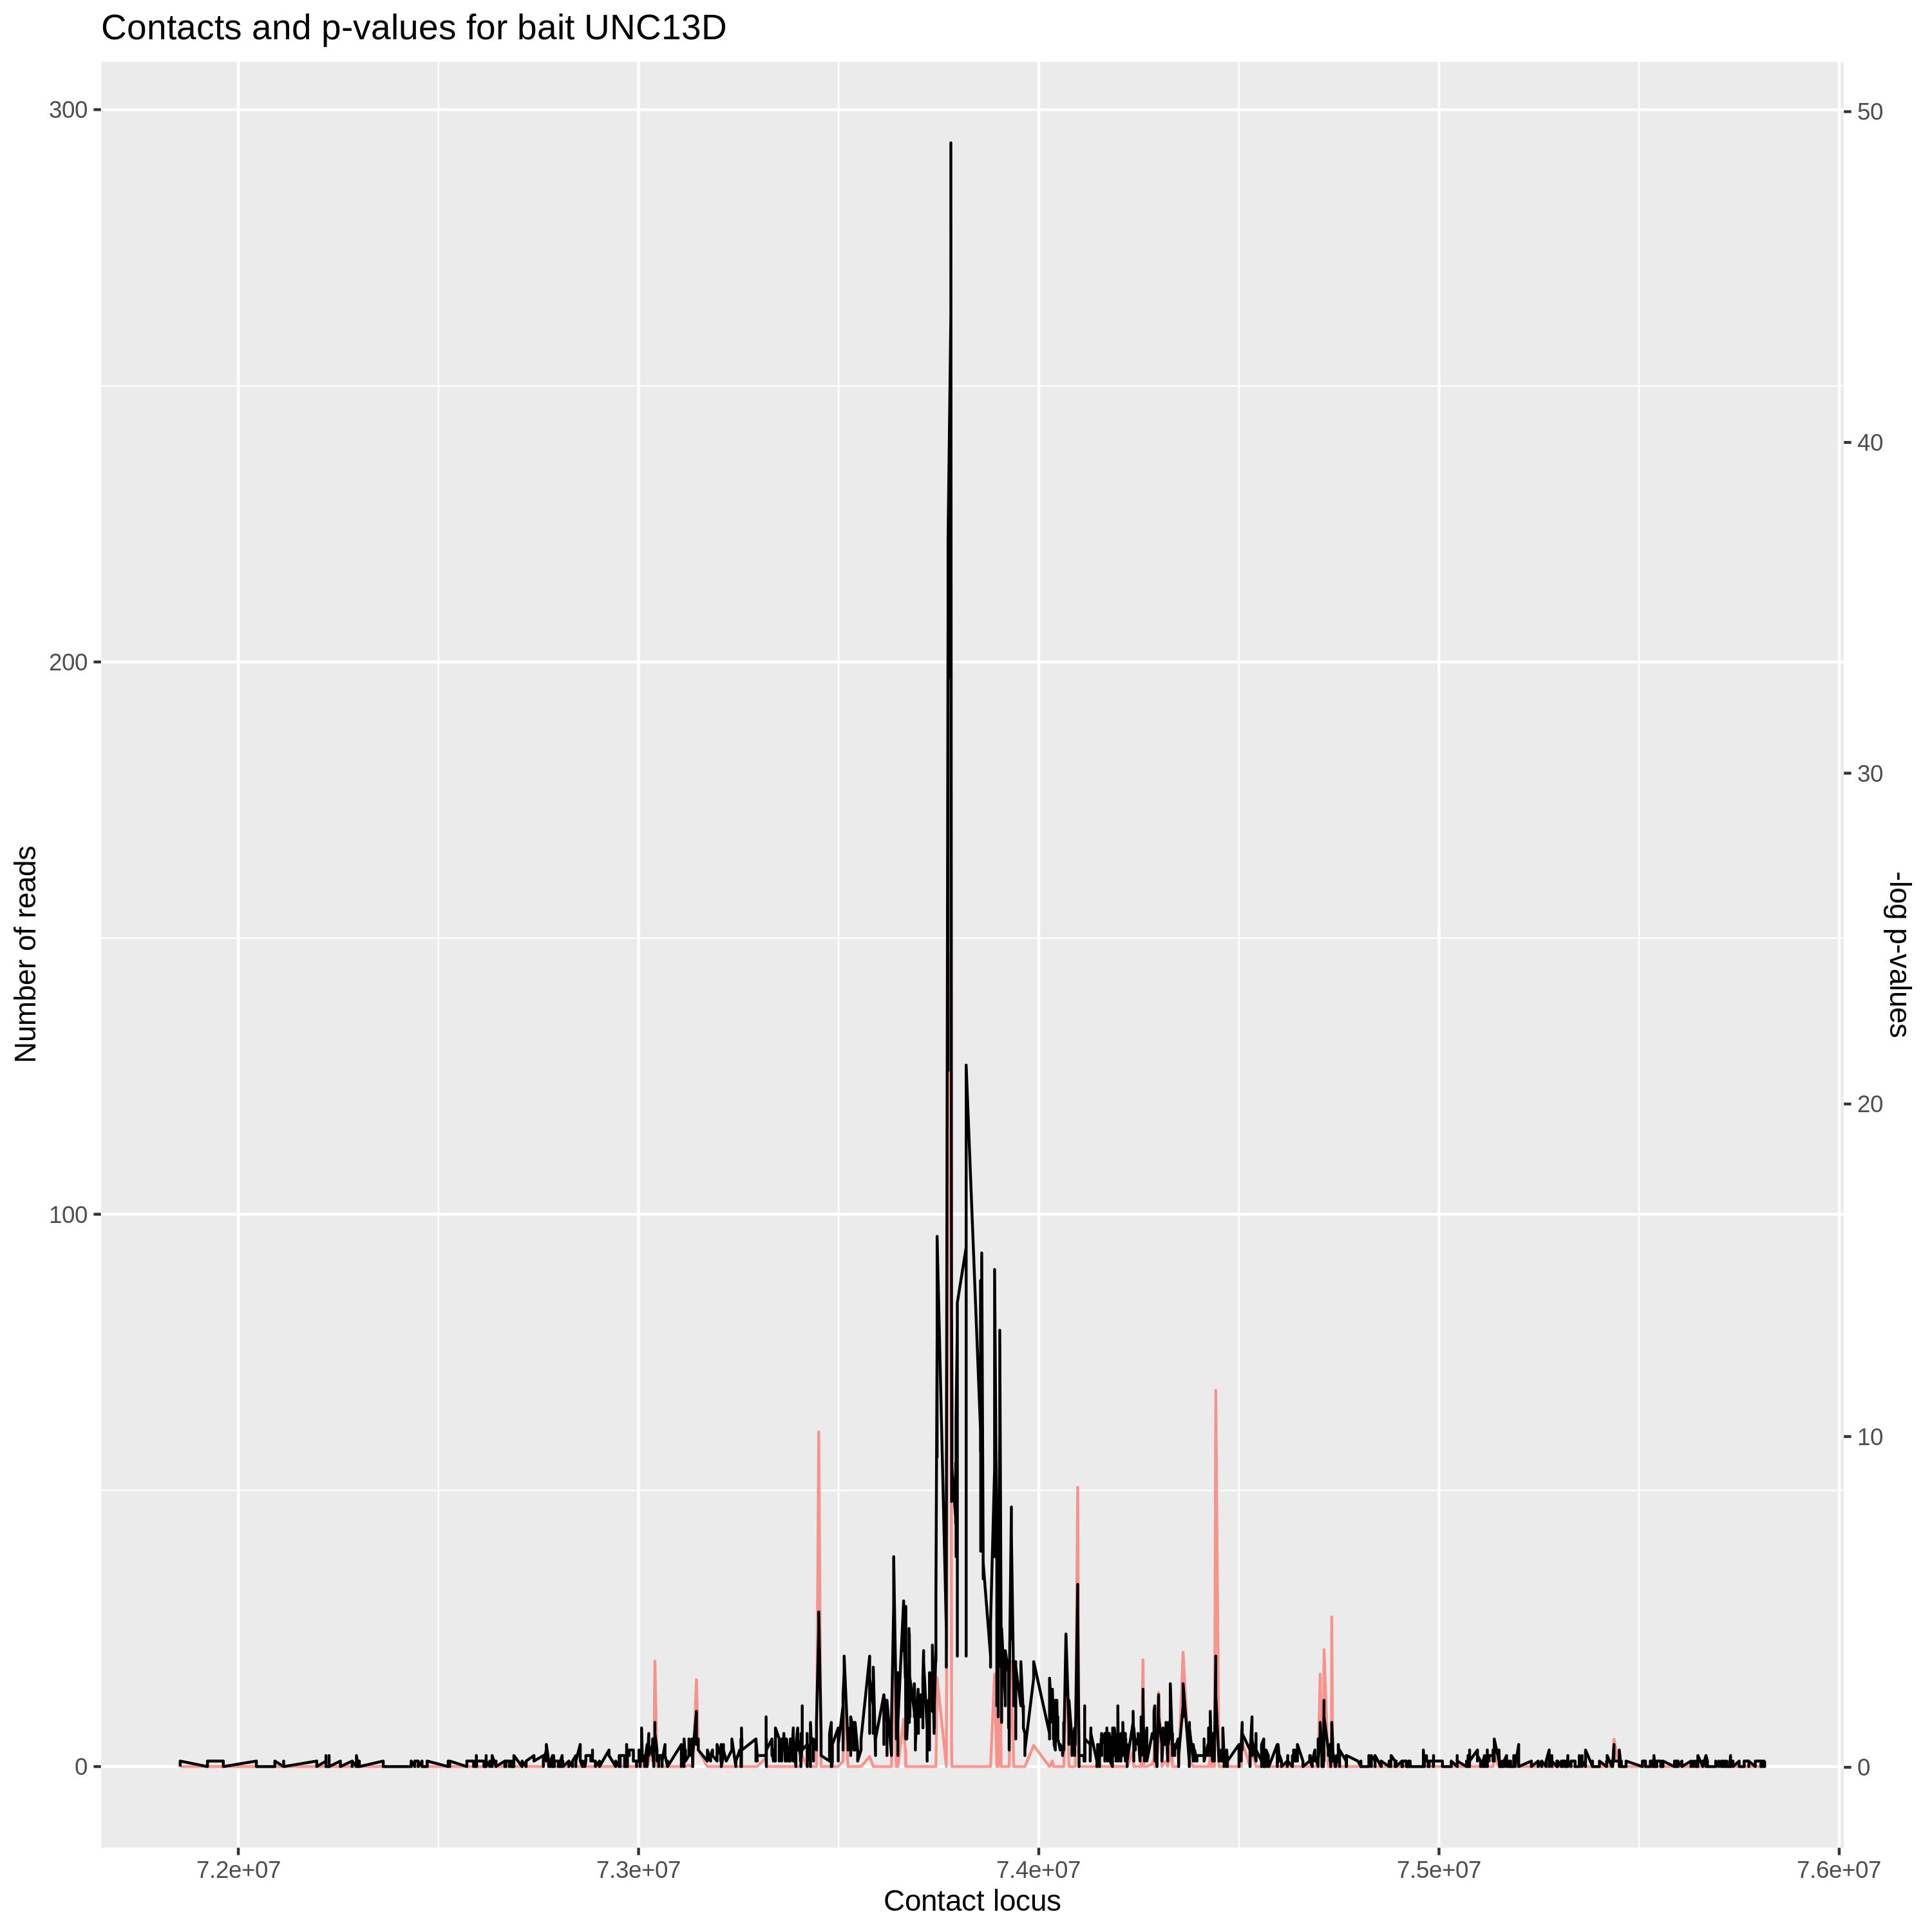 Contacts and p-values for bait UNC13D
300
200
100
0
Number of reads
50
40
30
20
10
0
-log p-values
7.2e+07 7.3e+07 7.4e+07 7.5e+07 7.6e+07
Contact locus